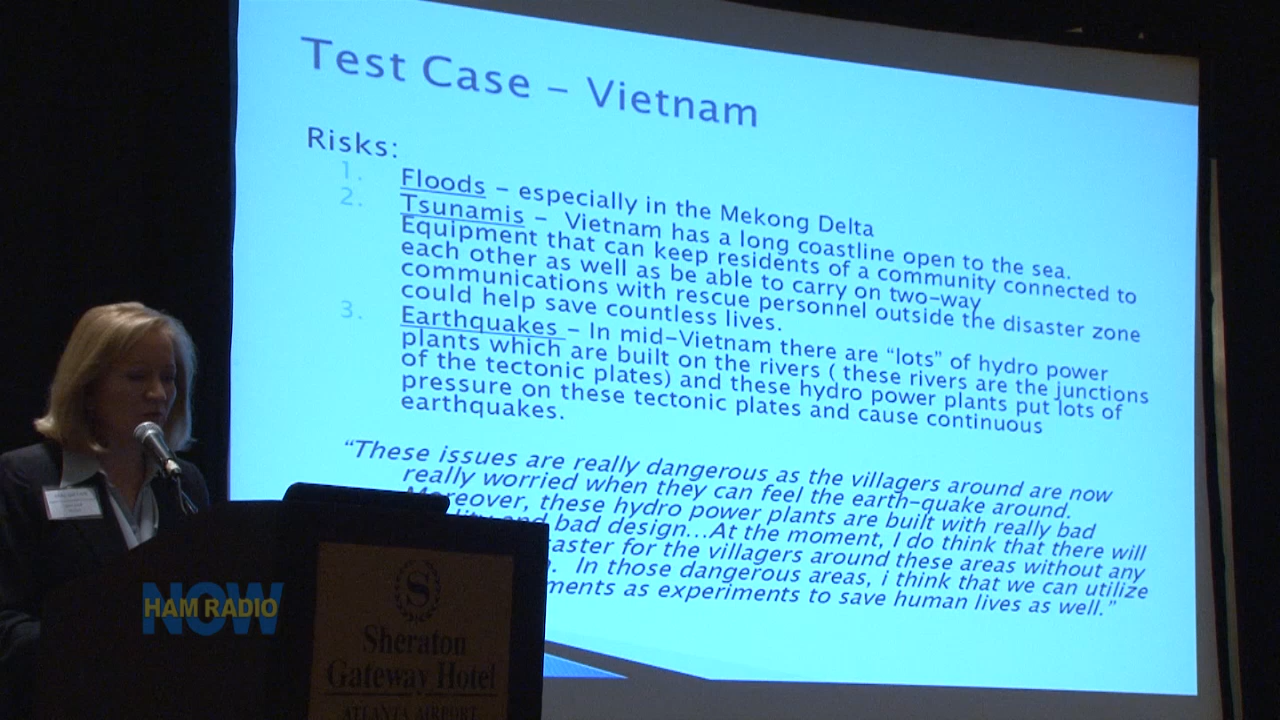 Test Case – Vietnam
Risks:
1. Floods – especially in the Mekong Delta
2. Tsunamis – Vietnam has a long coastline open to the sea.
Equipment that can keep residents of a community connected to
each other as well as be able to carry on two-way
communications with rescue personnel outside the disaster zone
could help save countless lives.
3. Earthquakes – In mid-Vietnam there are “lots” of hydro power
plants which are built on the rivers ( these rivers are the junctions
of the tectonic plates) and these hydro power plants put lots of
pressure on these tectonic plates and cause continuous
earthquakes.
“These issues are really dangerous as the villagers around are now
really worried when they can feel the earth-quake around.
Moreover, these hydro power plants are built with really bad
and bad design...At the moment, I do think that there will
for the villagers around these areas without any
In those dangerous areas, i think that we can utilize
as experiments to save human lives as well.”
HAM RADIO
NOW
S
Sheraton
Gateway Hotel
ATLANTA AIRPORT